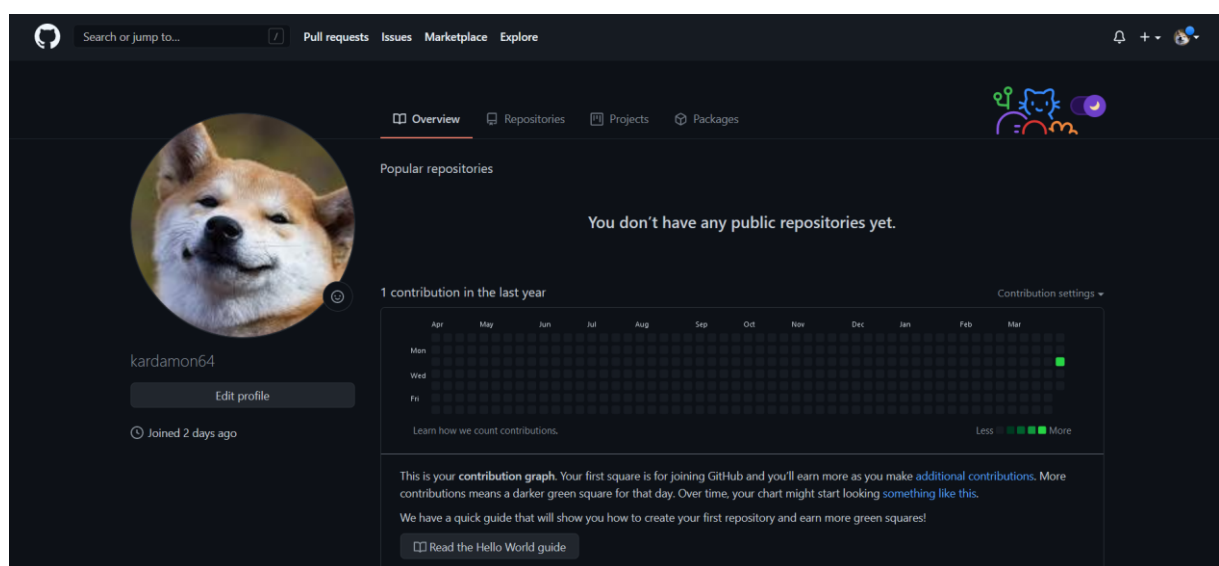 Search or jump to... /
Pull requests Issues Marketplace Explore
Overview Repositories Projects Packages
Popular repositories
You don't have any public repositories yet.
1 contribution in the last year
Contribution settings
Apr May Jun Jul Aug Sep Oct Nov Dec Jan Feb Mar
Mon
Wed
Fri
Learn how we count contributions.
Less More
kardamon64
Edit profile
Joined 2 days ago
This is your contribution graph. Your first square is for joining GitHub and you'll earn more as you make additional contributions. More
contributions means a darker green square for that day. Over time, your chart might start looking something like this.
We have a quick guide that will show you how to create your first repository and earn more green squares!
Read the Hello World guide